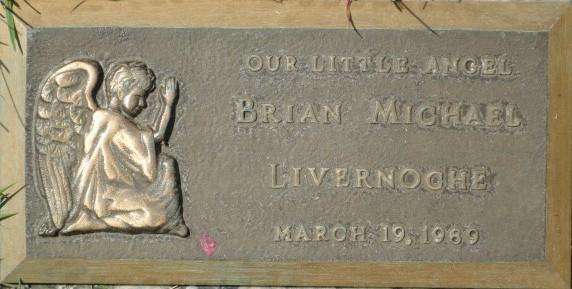 OUR LITTLE ANGEL
BRIAN MICHAEL
LIVERNOCHE
MARCH 19, 1989